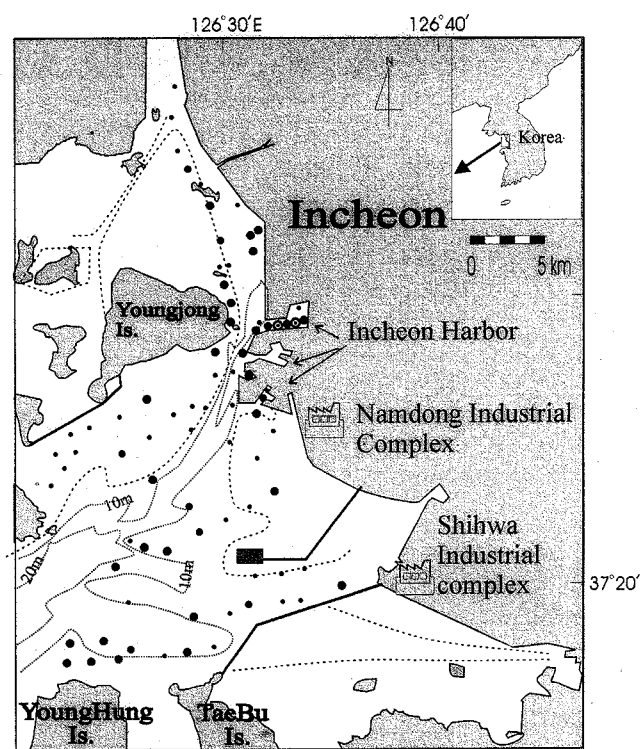 126°30'E
126°40'
N
Korea
Incheon
0
5 km
Youngjong
Is.
Incheon Harbor
Namdong Industrial
Complex
10m
Shihwa
Industrial
complex
20m
10m
37°20'
YoungHung
Is.
TaeBu
Is.